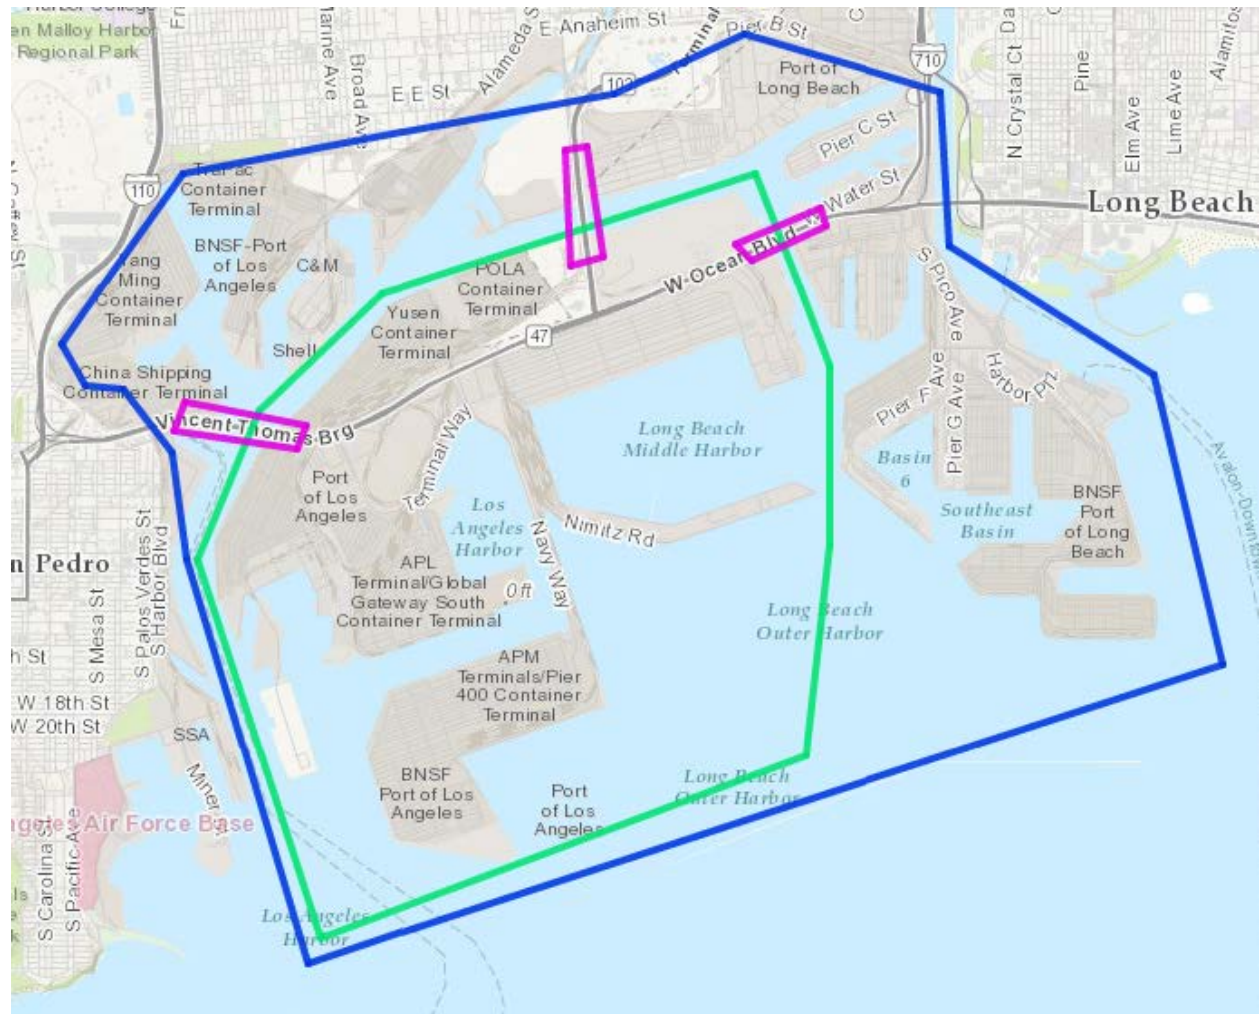 Harbor College
en Malloy Harbor
Regional Park
Marine Ave
Broad Ave
Alameda S
E Anaheim St
Terminal
Pier B St
103
710
E E St
Port of
Long Beach
Pier C St
N Crystal Ct
Pine
Elm Ave
Lime Ave
Alamitos
Da
110
TraPac
Container
Terminal
BNSF-Port
of Los
Angeles
C&M
Yang
Ming
Container
Terminal
POLA
Container
Terminal
Yusen
Container
Terminal
Water St
Long Beach
W Ocean Blvd
47
Shell
S Pico Ave
China Shipping
Container Terminal
Vincent Thomas Brg
Terminal Way
Port
of Los
Angeles
Los
Angeles
Harbor
Long Beach
Middle Harbor
Pier F Ave
Pier G Ave
Harbor Plz
Basin
6
Southeast
Basin
BNSF
Port
of Long
Beach
Avalon-Downtow
Nimitz Rd
Navy Way
n Pedro
S Palos Verdes St
S Harbor Blvd
S Mesa St
APL
Terminal/Global
Gateway South
Container Terminal
0 ft
Long Beach
Outer Harbor
h St
W 18th St
W 20th St
APM
Terminals/Pier
400 Container
Terminal
SSA
Miner
BNSF
Port of Los
Angeles
Port
of Los
Angeles
Long Beach
Outer Harbor
ngeles Air Force Base
S Carolina St
S Pacific Ave
ls
Los Angeles
Harbor